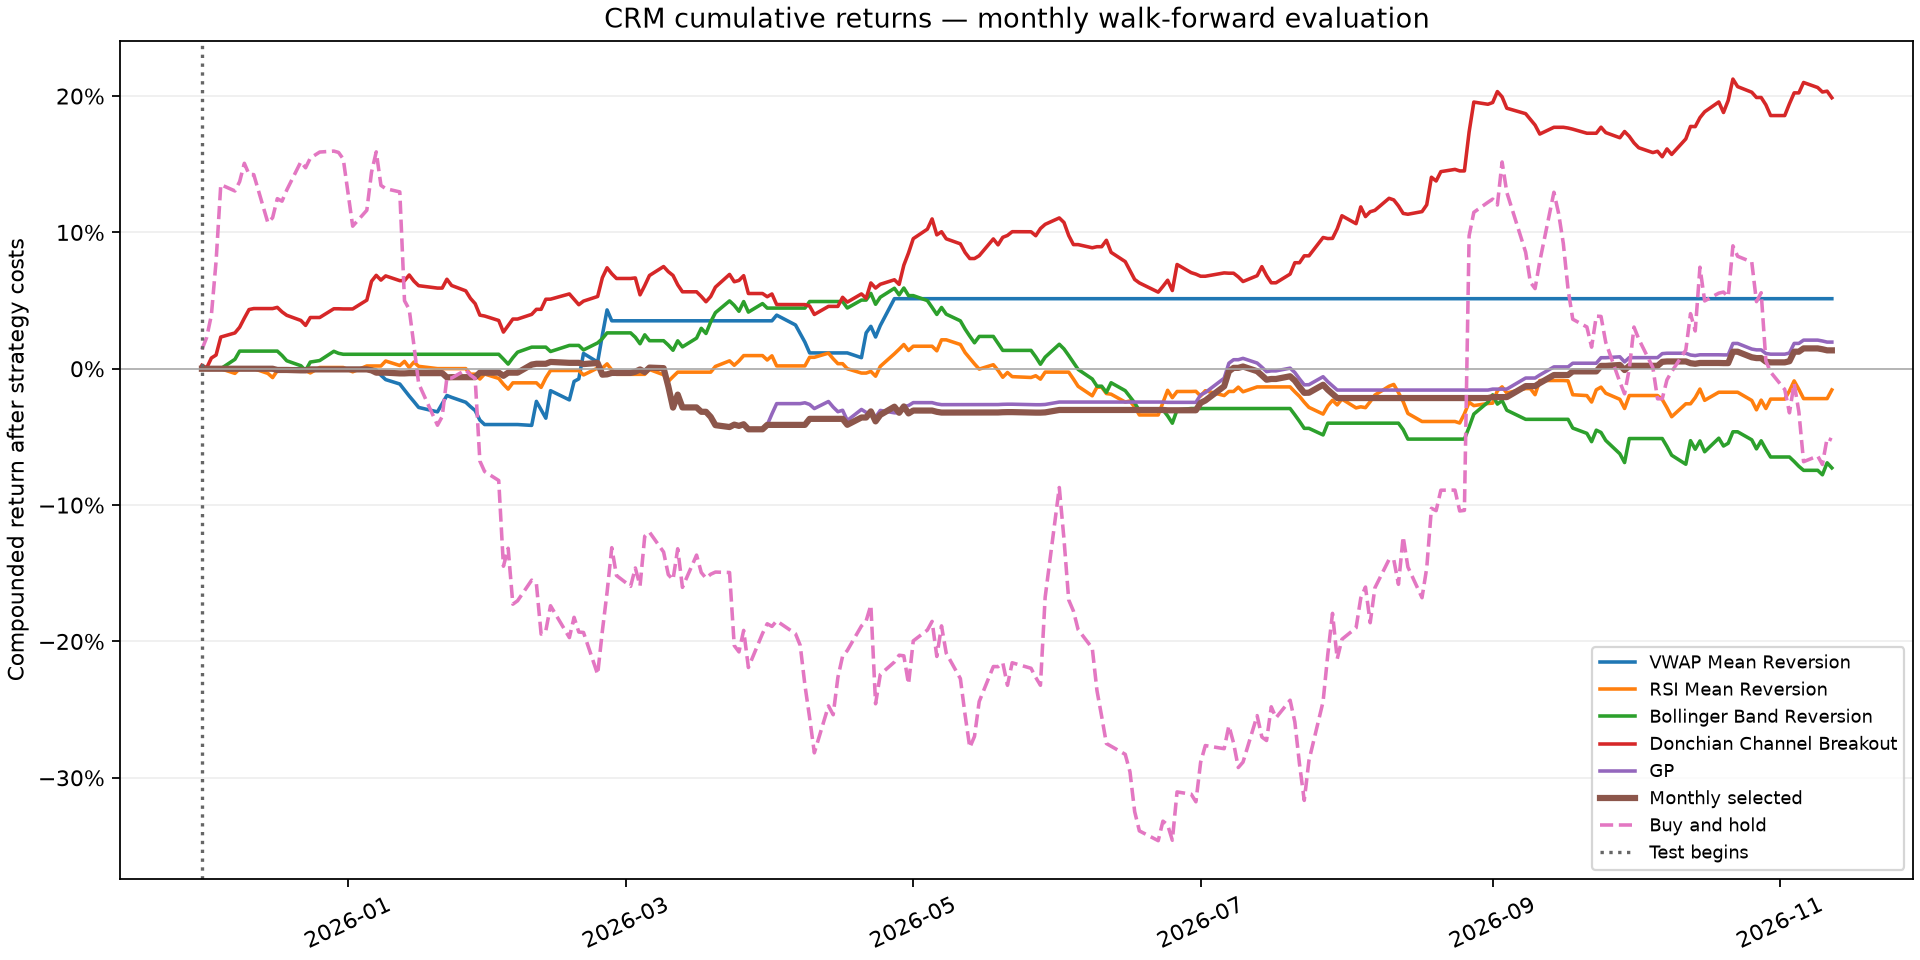 CRM cumulative returns — monthly walk-forward evaluation
Compounded return after strategy costs
20%
10%
0%
−10%
−20%
−30%
2026-01
2026-03
2026-05
2026-07
2026-09
2026-11
VWAP Mean Reversion
RSI Mean Reversion
Bollinger Band Reversion
Donchian Channel Breakout
GP
Monthly selected
Buy and hold
Test begins